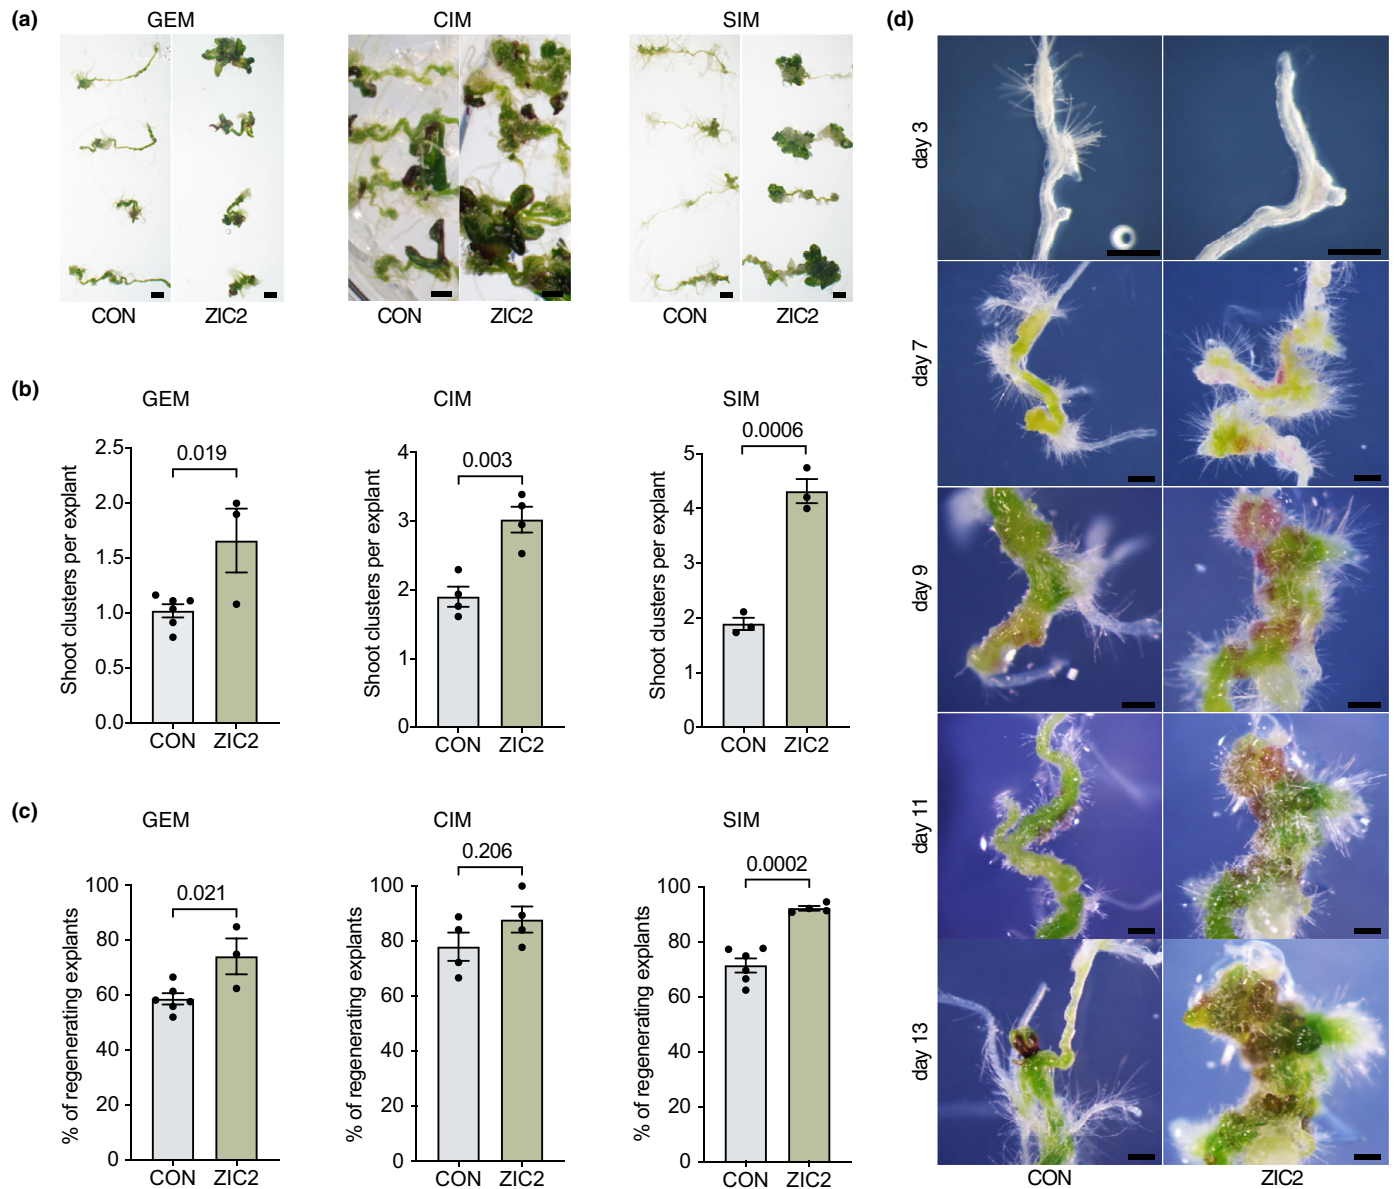 (a)
GEM
CIM
SIM
CON
ZIC2
CON
ZIC2
CON
ZIC2
(b)
GEM
Shoot clusters per explant
2.5
2.0
1.5
1.0
0.5
0.0
0.019
CON
ZIC2
CIM
Shoot clusters per explant
4
3
2
1
0
0.003
CON
ZIC2
SIM
Shoot clusters per explant
5
4
3
2
1
0
0.0006
CON
ZIC2
(c)
GEM
% of regenerating explants
100
80
60
40
20
0
0.021
CON
ZIC2
CIM
% of regenerating explants
100
80
60
40
20
0
0.206
CON
ZIC2
SIM
% of regenerating explants
100
80
60
40
20
0
0.0002
CON
ZIC2
(d)
day 3
day 7
day 9
day 11
day 13
CON
ZIC2